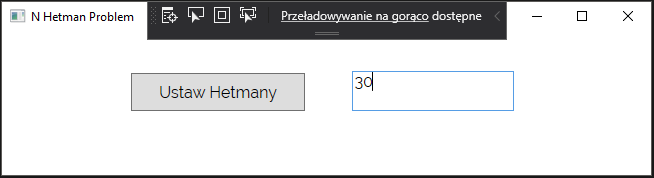 N Hetman Problem
Przeładowywanie na gorąco dostępne
Ustaw Hetmany
30